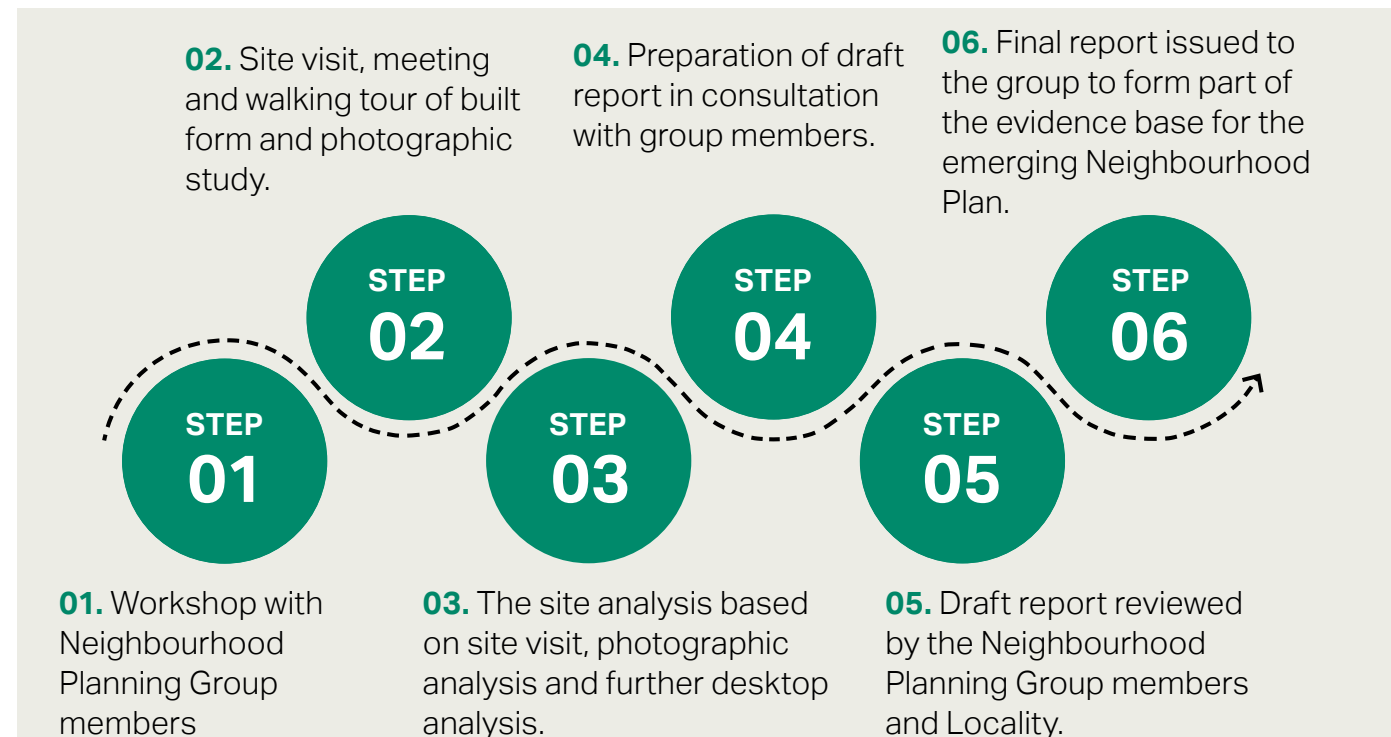 02. Site visit, meeting
and walking tour of built
form and photographic
study.
04. Preparation of draft
report in consultation
with group members.
06. Final report issued to
the group to form part of
the evidence base for the
emerging Neighbourhood
Plan.
STEP
02
STEP
04
STEP
06
STEP
01
STEP
03
STEP
05
01. Workshop with
Neighbourhood
Planning Group
members
03. The site analysis based
on site visit, photographic
analysis and further desktop
analysis.
05. Draft report reviewed
by the Neighbourhood
Planning Group members
and Locality.